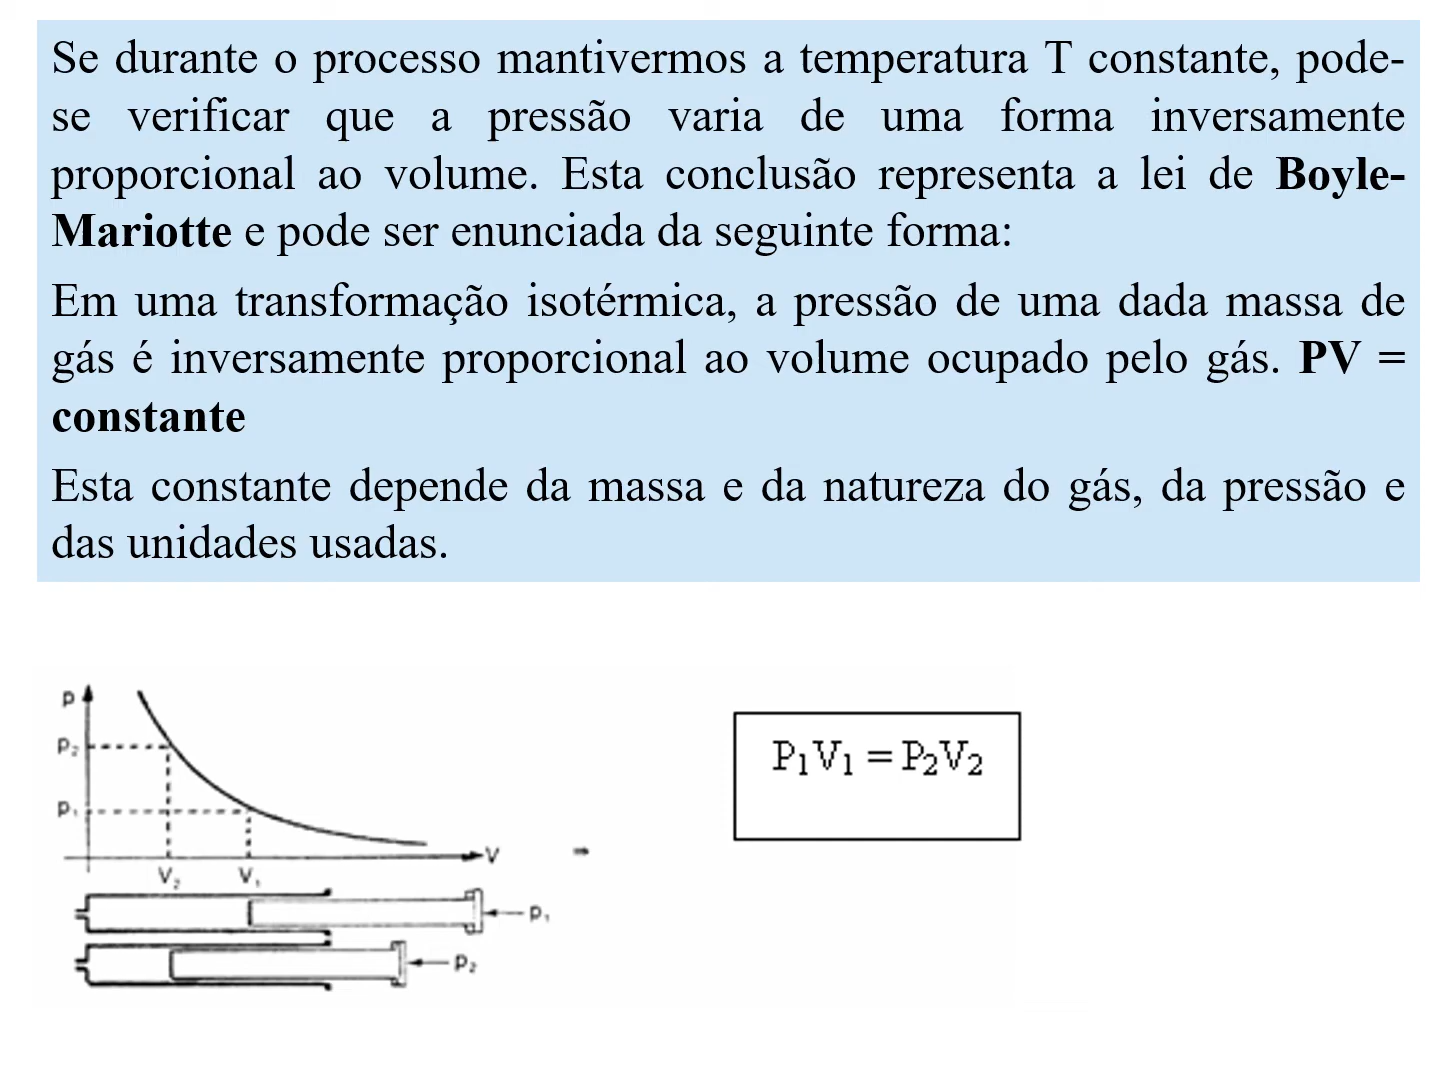 Se durante o processo mantivermos a temperatura T constante, pode-
se verificar que a pressão varia de uma forma inversamente
proporcional ao volume. Esta conclusão representa a lei de Boyle-
Mariotte e pode ser enunciada da seguinte forma:
Em uma transformação isotérmica, a pressão de uma dada massa de
gás é inversamente proporcional ao volume ocupado pelo gás. PV =
constante
Esta constante depende da massa e da natureza do gás, da pressão e
das unidades usadas.
P
P₂
P₁
V
V₂ V₁
P₁
P₂
P₁V₁ = P₂V₂